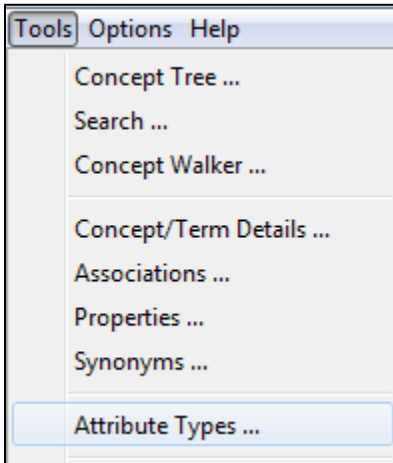 Tools Options Help
Concept Tree ...
Search ...
Concept Walker ...
Concept/Term Details ...
Associations ...
Properties ...
Synonyms ...
Attribute Types ...